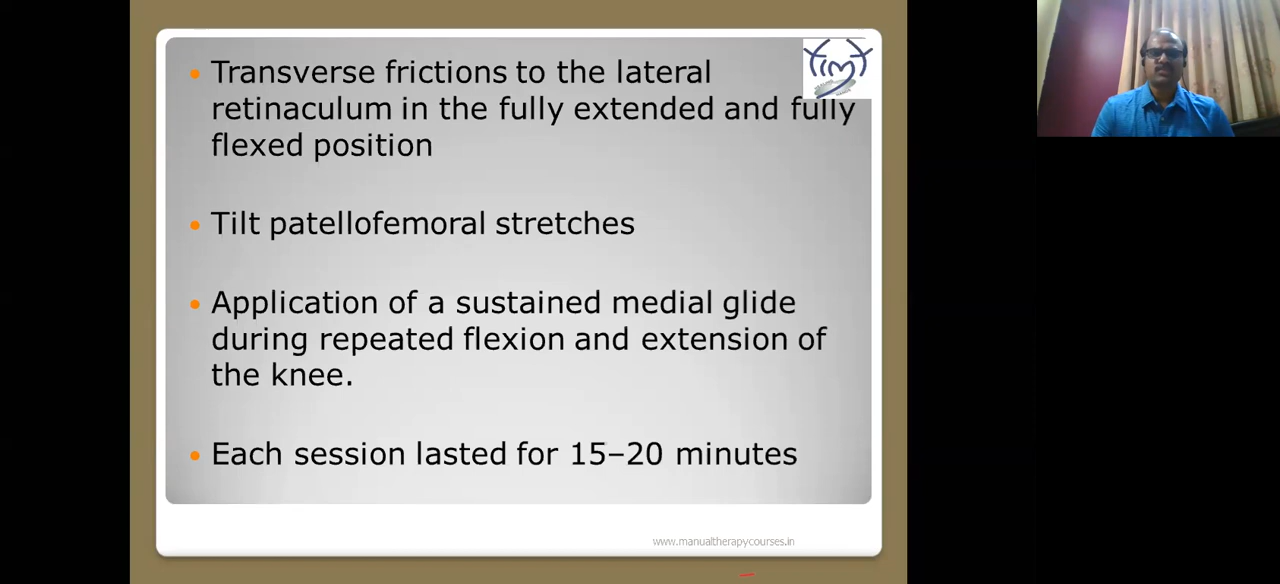 Transverse frictions to the lateral
retinaculum in the fully extended and fully
flexed position
Tilt patellofemoral stretches
Application of a sustained medial glide
during repeated flexion and extension of
the knee.
Each session lasted for 15–20 minutes
www.manualtherapycourses.in